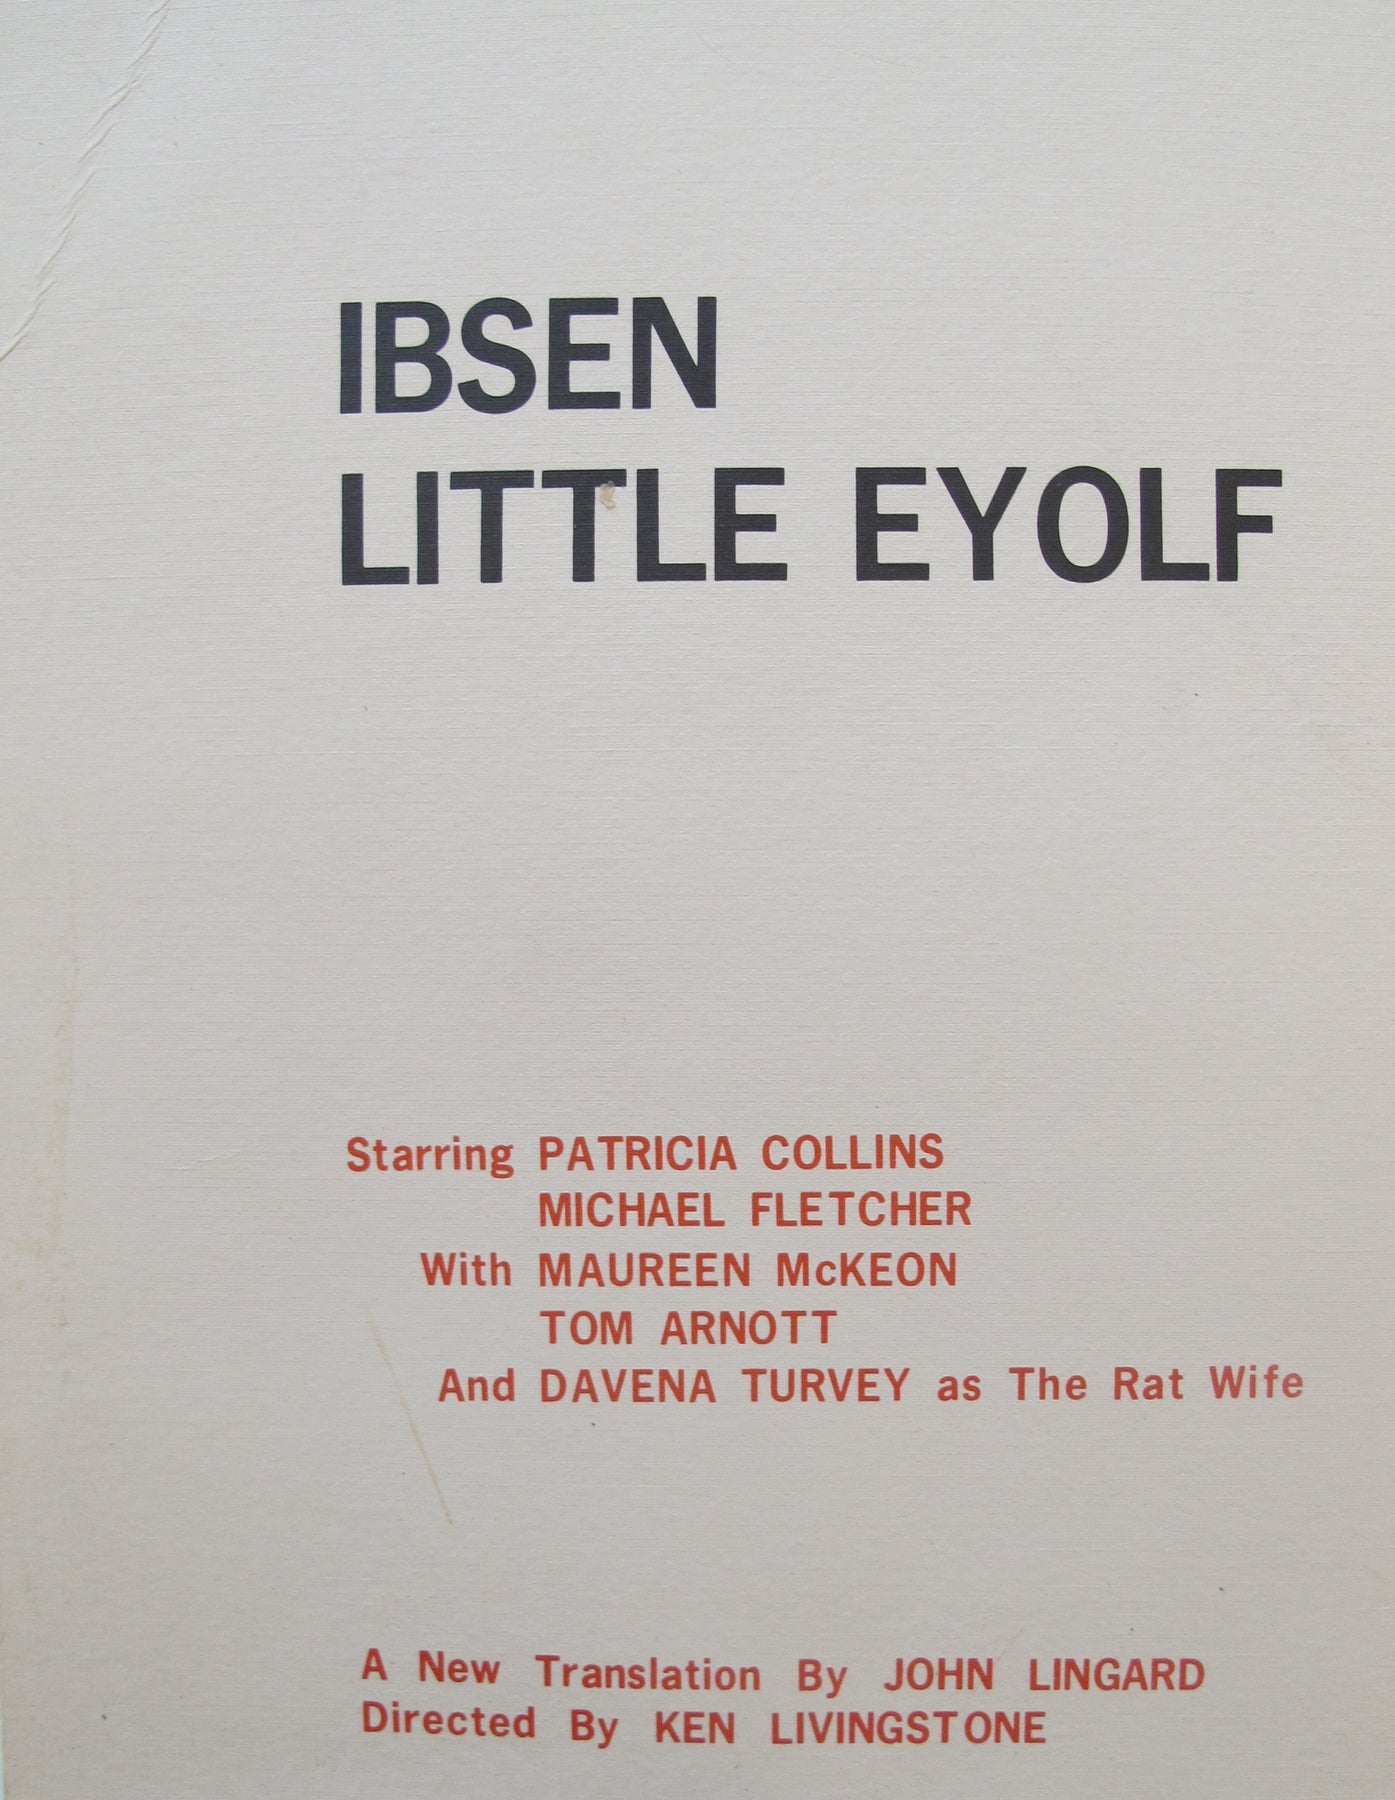 IBSEN
LITTLE EYOLF
Starring PATRICIA COLLINS
MICHAEL FLETCHER
With MAUREEN McKEON
TOM ARNOTT
And DAVENA TURVEY as The Rat Wife
A New Translation By JOHN LINGARD
Directed By KEN LIVINGSTONE